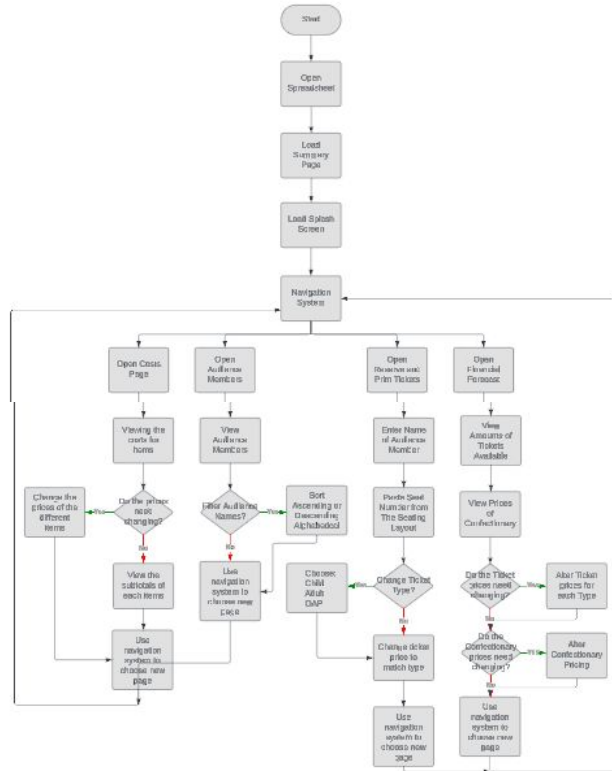 Start
Open
Spreadsheet
Load
Summary
Page
Load Splash
Screen
Navigation
System
Open Costs
Page
Open
Audience
Members
Open
Reserve and
Print Tickets
Open
Financial
Forecast
Viewing the
costs for
items
View
Audience
Members
Enter Name
of Audience
Member
View
Amounts of
Tickets
Available
Change the
prices of the
different
items
Yes
Do the prices
need
changing?
Filter Audience
Names?
Yes
Sort
Ascending or
Descending
Alphabetical
Paste Seat
Number from
The Seating
Layout
View Prices
of
Confectionary
No
No
View the
subtotals of
each items
Use
navigation
system to
choose new
page
Choose:
Child
Adult
OAP
Yes
Change Ticket
Type?
Do the Ticket
prices need
changing?
Yes
Alter Ticket
prices for
each Type
No
No
Use
navigation
system to
choose new
page
Change ticket
price to
match type
Do the
Confectionary
prices need
changing?
Yes
Alter
Confectionary
Pricing
No
Use
navigation
system to
choose new
page
Use
navigation
system to
choose new
page